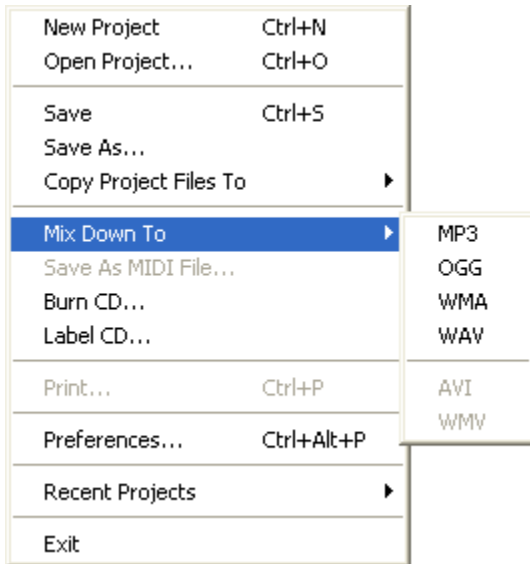 New Project Ctrl+N
Open Project... Ctrl+O
Save Ctrl+S
Save As...
Copy Project Files To
Mix Down To
Save As MIDI File...
Burn CD...
Label CD...
Print... Ctrl+P
Preferences... Ctrl+Alt+P
Recent Projects
Exit
MP3
OGG
WMA
WAV
AVI
WMV